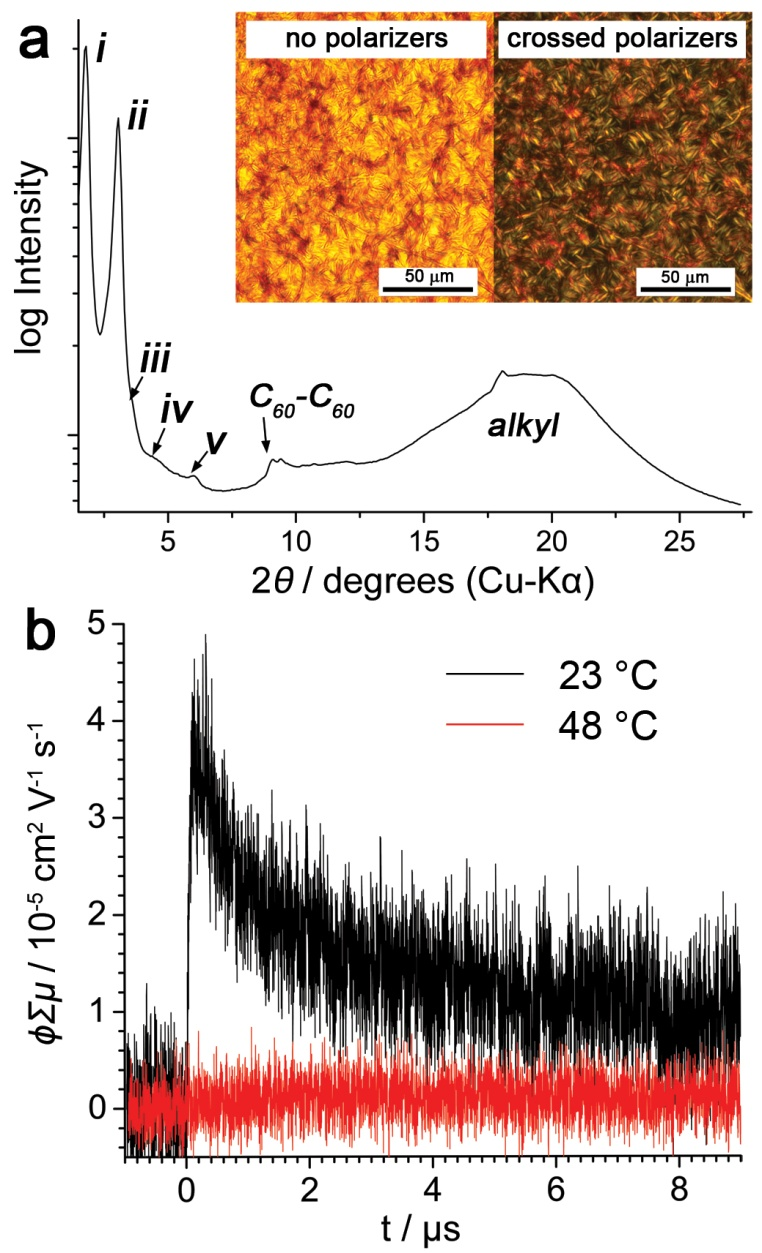 a
i
ii
iii
iv
v
no polarizers
crossed polarizers
50 μm
50 μm
C60-C60
alkyl
log Intensity
5
10
15
20
25
2θ / degrees (Cu-Kα)
b
5
4
3
2
1
0
23 °C
48 °C
ϕΣμ / 10-5 cm2 V-1 s-1
0
2
4
6
8
t / μs